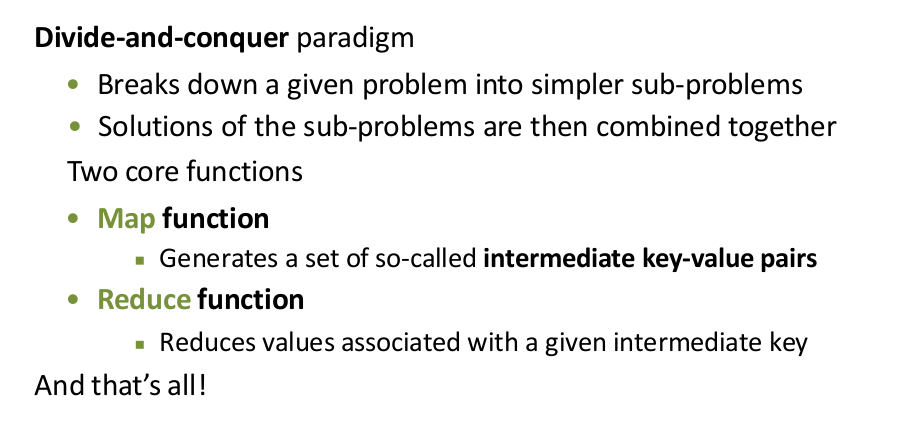 Divide-and-conquer paradigm
• Breaks down a given problem into simpler sub-problems
• Solutions of the sub-problems are then combined together
Two core functions
• Map function
▪ Generates a set of so-called intermediate key-value pairs
• Reduce function
▪ Reduces values associated with a given intermediate key
And that’s all!